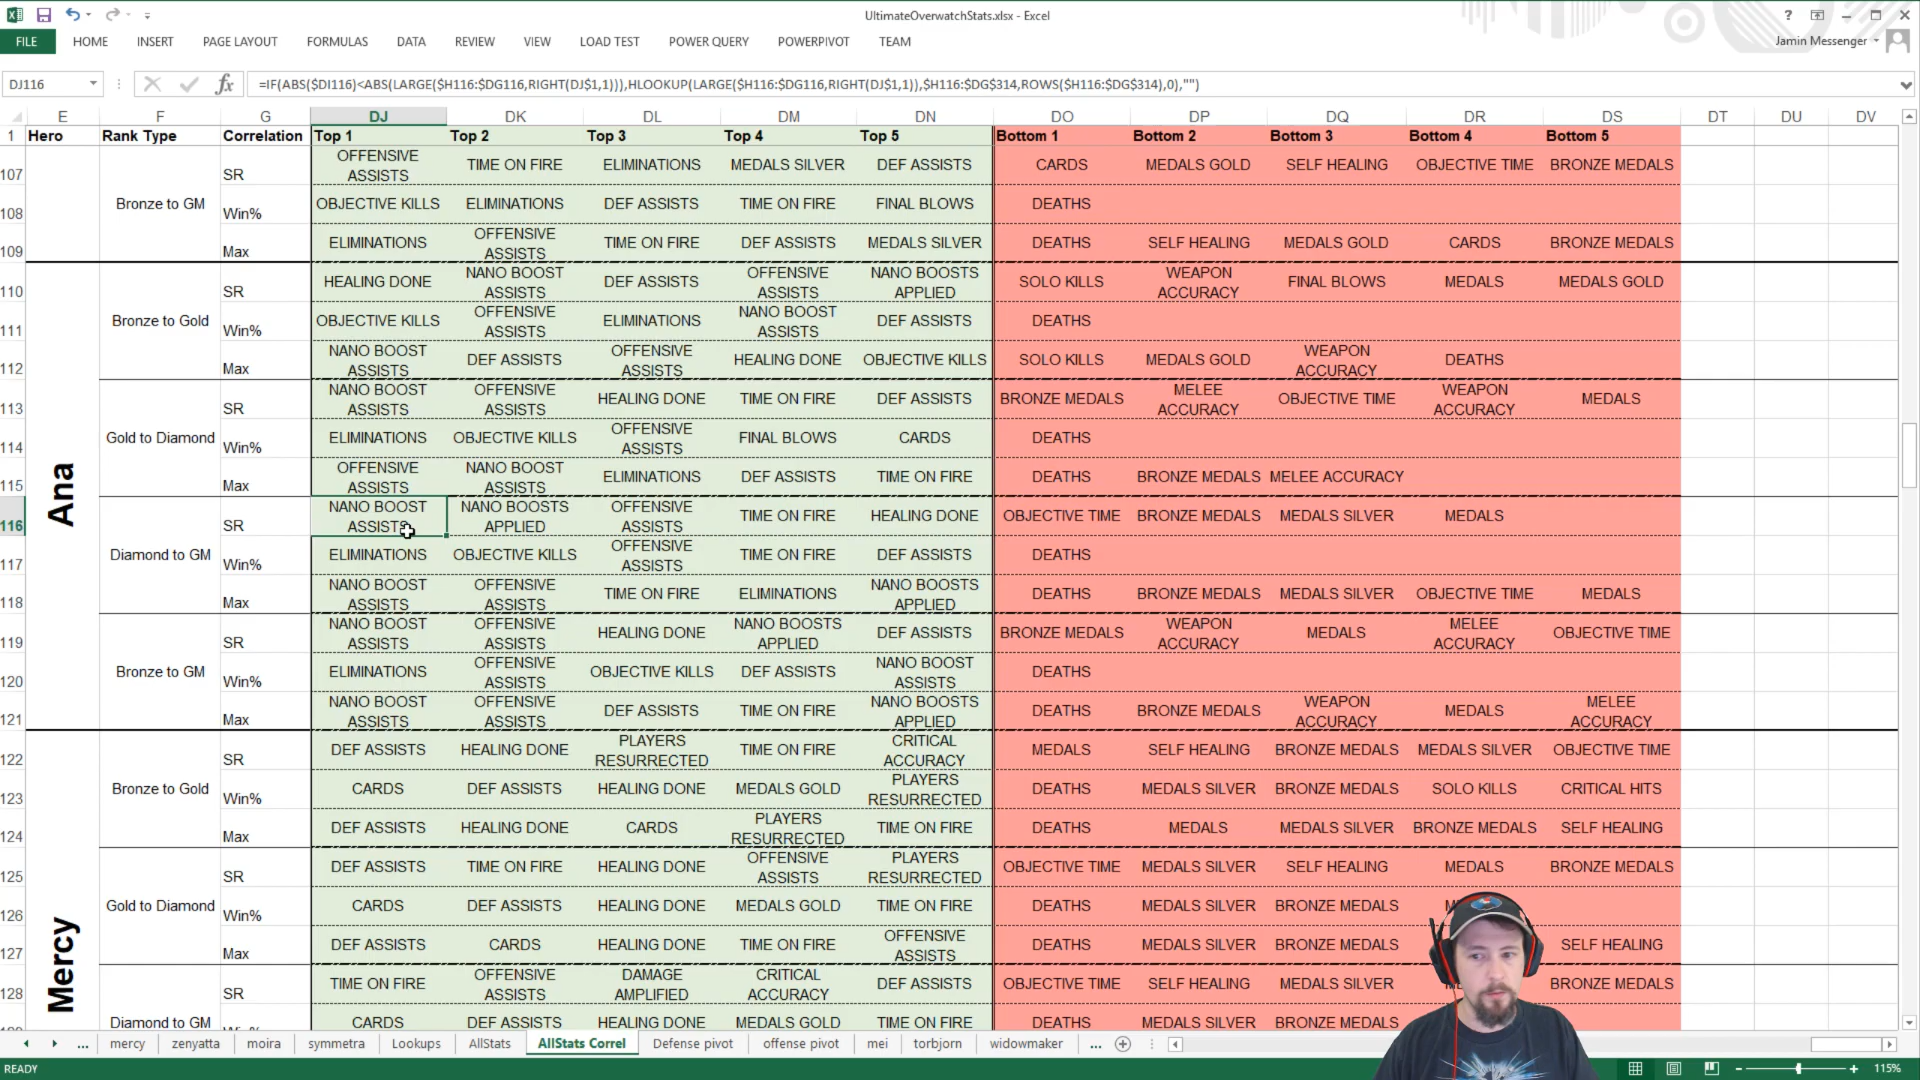 UltimateOverwatchStats.xlsx - Excel
FILE HOME INSERT PAGE LAYOUT FORMULAS DATA REVIEW VIEW LOAD TEST POWER QUERY POWERPIVOT TEAM
Jamin Messenger
DJ116 =IF(ABS($DI116)<ABS(LARGE($H116:$DG116,RIGHT(DJ$1,1))),HLOOKUP(LARGE($H116:$DG116,RIGHT(DJ$1,1)),$H116:$DG$314,ROWS($H116:$DG$314),0),"")
E F G DJ DK DL DM DN DO DP DQ DR DS DT DU DV
1 Hero Rank Type Correlation Top 1 Top 2 Top 3 Top 4 Top 5 Bottom 1 Bottom 2 Bottom 3 Bottom 4 Bottom 5
107 SR OFFENSIVE ASSISTS TIME ON FIRE ELIMINATIONS MEDALS SILVER DEF ASSISTS CARDS MEDALS GOLD SELF HEALING OBJECTIVE TIME BRONZE MEDALS
108 Bronze to GM Win% OBJECTIVE KILLS ELIMINATIONS DEF ASSISTS TIME ON FIRE FINAL BLOWS DEATHS
109 Max ELIMINATIONS OFFENSIVE ASSISTS TIME ON FIRE DEF ASSISTS MEDALS SILVER DEATHS SELF HEALING MEDALS GOLD CARDS BRONZE MEDALS
110 SR HEALING DONE NANO BOOST ASSISTS DEF ASSISTS OFFENSIVE ASSISTS NANO BOOSTS APPLIED SOLO KILLS WEAPON ACCURACY FINAL BLOWS MEDALS MEDALS GOLD
111 Bronze to Gold Win% OBJECTIVE KILLS OFFENSIVE ASSISTS ELIMINATIONS NANO BOOST ASSISTS DEF ASSISTS DEATHS
112 Max NANO BOOST ASSISTS DEF ASSISTS OFFENSIVE ASSISTS HEALING DONE OBJECTIVE KILLS SOLO KILLS MEDALS GOLD WEAPON ACCURACY DEATHS
113 SR NANO BOOST ASSISTS OFFENSIVE ASSISTS HEALING DONE TIME ON FIRE DEF ASSISTS BRONZE MEDALS MELEE ACCURACY OBJECTIVE TIME WEAPON ACCURACY MEDALS
114 Gold to Diamond Win% ELIMINATIONS OBJECTIVE KILLS OFFENSIVE ASSISTS FINAL BLOWS CARDS DEATHS
115 Max OFFENSIVE ASSISTS NANO BOOST ASSISTS ELIMINATIONS DEF ASSISTS TIME ON FIRE DEATHS BRONZE MEDALS MELEE ACCURACY
Ana
116 SR NANO BOOST ASSISTS NANO BOOSTS APPLIED OFFENSIVE ASSISTS TIME ON FIRE HEALING DONE OBJECTIVE TIME BRONZE MEDALS MEDALS SILVER MEDALS
117 Diamond to GM Win% ELIMINATIONS OBJECTIVE KILLS OFFENSIVE ASSISTS TIME ON FIRE DEF ASSISTS DEATHS
118 Max NANO BOOST ASSISTS OFFENSIVE ASSISTS TIME ON FIRE ELIMINATIONS NANO BOOSTS APPLIED DEATHS BRONZE MEDALS MEDALS SILVER OBJECTIVE TIME MEDALS
119 SR NANO BOOST ASSISTS OFFENSIVE ASSISTS HEALING DONE NANO BOOSTS APPLIED DEF ASSISTS BRONZE MEDALS WEAPON ACCURACY MEDALS MELEE ACCURACY OBJECTIVE TIME
120 Bronze to GM Win% ELIMINATIONS OFFENSIVE ASSISTS OBJECTIVE KILLS DEF ASSISTS NANO BOOST ASSISTS DEATHS
121 Max NANO BOOST ASSISTS OFFENSIVE ASSISTS DEF ASSISTS TIME ON FIRE NANO BOOSTS APPLIED DEATHS BRONZE MEDALS WEAPON ACCURACY MEDALS MELEE ACCURACY
122 SR DEF ASSISTS HEALING DONE PLAYERS RESURRECTED TIME ON FIRE CRITICAL ACCURACY MEDALS SELF HEALING BRONZE MEDALS MEDALS SILVER OBJECTIVE TIME
123 Bronze to Gold Win% CARDS DEF ASSISTS HEALING DONE MEDALS GOLD PLAYERS RESURRECTED DEATHS MEDALS SILVER BRONZE MEDALS SOLO KILLS CRITICAL HITS
124 Max DEF ASSISTS HEALING DONE CARDS PLAYERS RESURRECTED TIME ON FIRE DEATHS MEDALS MEDALS SILVER BRONZE MEDALS SELF HEALING
125 SR DEF ASSISTS TIME ON FIRE HEALING DONE OFFENSIVE ASSISTS PLAYERS RESURRECTED OBJECTIVE TIME MEDALS SILVER SELF HEALING MEDALS BRONZE MEDALS
126 Gold to Diamond Win% CARDS DEF ASSISTS HEALING DONE MEDALS GOLD TIME ON FIRE DEATHS MEDALS SILVER BRONZE MEDALS
127 Max DEF ASSISTS CARDS HEALING DONE TIME ON FIRE OFFENSIVE ASSISTS DEATHS MEDALS SILVER BRONZE MEDALS SELF HEALING
Mercy
128 SR TIME ON FIRE OFFENSIVE ASSISTS DAMAGE AMPLIFIED CRITICAL ACCURACY DEF ASSISTS OBJECTIVE TIME SELF HEALING MEDALS SILVER BRONZE MEDALS
Diamond to GM Win% CARDS DEF ASSISTS HEALING DONE MEDALS GOLD TIME ON FIRE DEATHS MEDALS SILVER BRONZE MEDALS
... mercy zenyatta moira symmetra Lookups AllStats AllStats Correl Defense pivot offense pivot mei torbjorn widowmaker ...
READY 115%